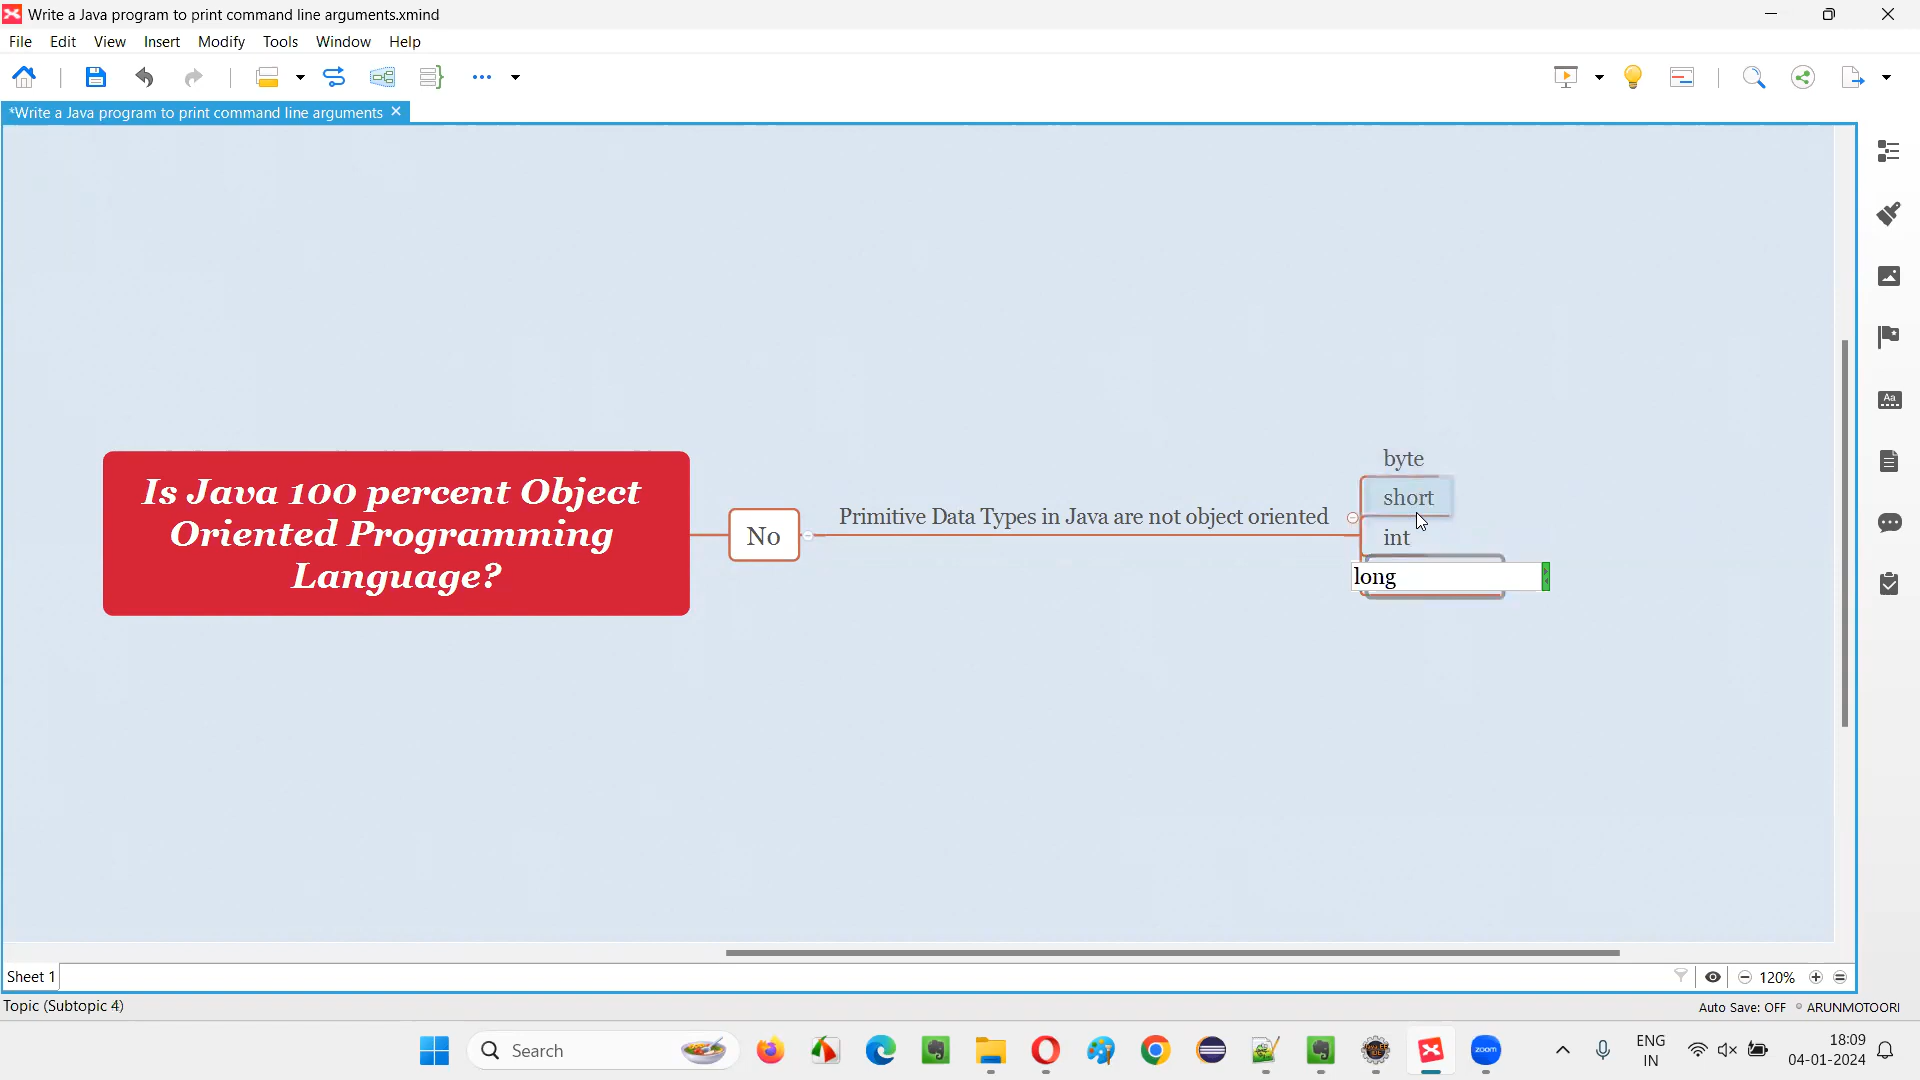 Write a Java program to print command line arguments.xmind
File Edit View Insert Modify Tools Window Help
*Write a Java program to print command line arguments
Is Java 100 percent Object
Oriented Programming
Language?
No
Primitive Data Types in Java are not object oriented
byte
short
int
long
Aa
Sheet 1
120%
Topic (Subtopic 4)
Auto Save: OFF ARUNMOTOORI
Search
zoom
ENG
IN
18:09
04-01-2024